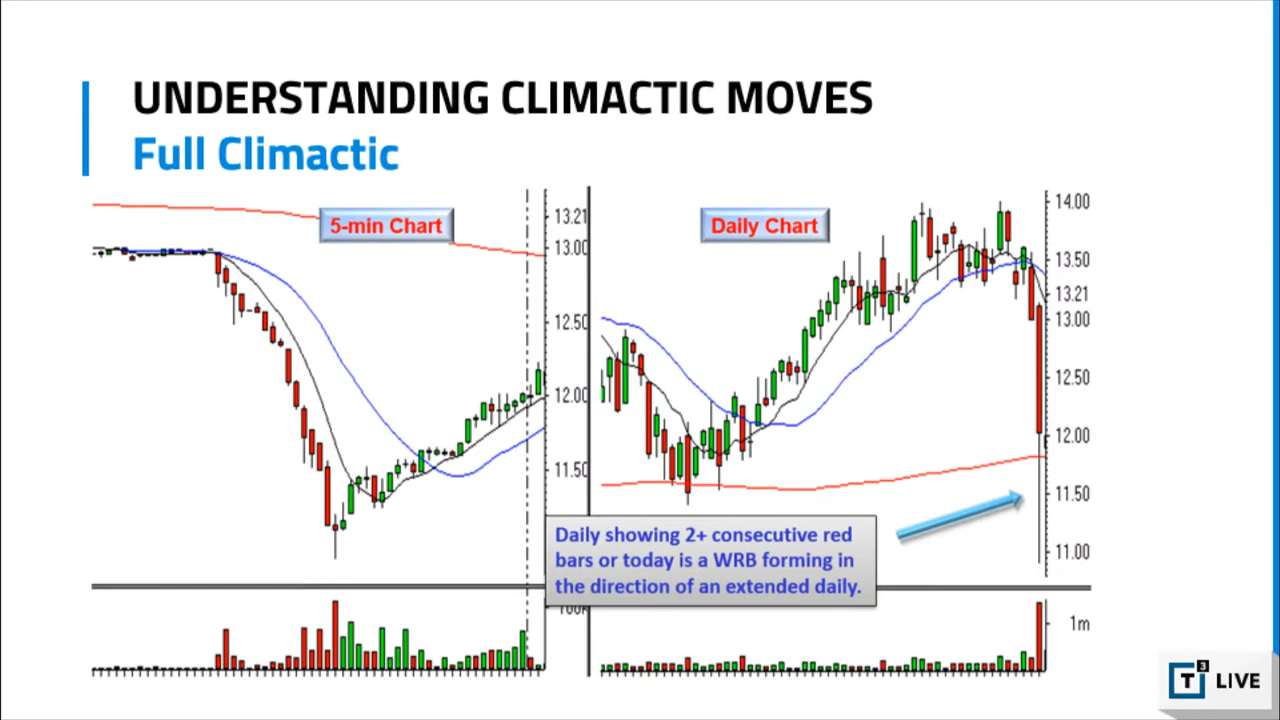 UNDERSTANDING CLIMACTIC MOVES
Full Climactic
5-min Chart
13.21
13.00
12.50
12.00
11.50
100K
Daily Chart
14.00
13.50
13.21
13.00
12.50
12.00
11.50
11.00
1m
Daily showing 2+ consecutive red
bars or today is a WRB forming in
the direction of an extended daily.
T3 LIVE